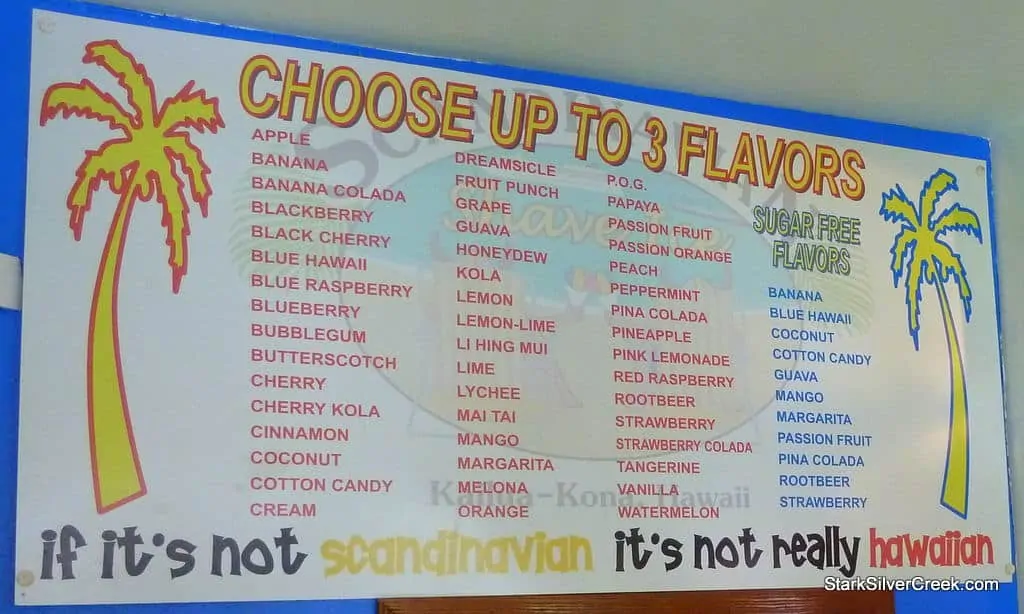 CHOOSE UP TO 3 FLAVORS
APPLE
BANANA
BANANA COLADA
BLACKBERRY
BLACK CHERRY
BLUE HAWAII
BLUE RASPBERRY
BLUEBERRY
BUBBLEGUM
BUTTERSCOTCH
CHERRY
CHERRY KOLA
CINNAMON
COCONUT
COTTON CANDY
CREAM
DREAMSICLE
FRUIT PUNCH
GRAPE
GUAVA
HONEYDEW
KOLA
LEMON
LEMON-LIME
LI HING MUI
LIME
LYCHEE
MAI TAI
MANGO
MARGARITA
MELONA
ORANGE
P.O.G.
PAPAYA
PASSION FRUIT
PASSION ORANGE
PEACH
PEPPERMINT
PINA COLADA
PINEAPPLE
PINK LEMONADE
RED RASPBERRY
ROOTBEER
STRAWBERRY
STRAWBERRY COLADA
TANGERINE
VANILLA
WATERMELON
SUGAR FREE
FLAVORS
BANANA
BLUE HAWAII
COCONUT
COTTON CANDY
GUAVA
MANGO
MARGARITA
PASSION FRUIT
PINA COLADA
ROOTBEER
STRAWBERRY
Shave Ice
Kailua-Kona, Hawaii
if it's not scandinavian it's not really hawaiian
StarkSilverCreek.com